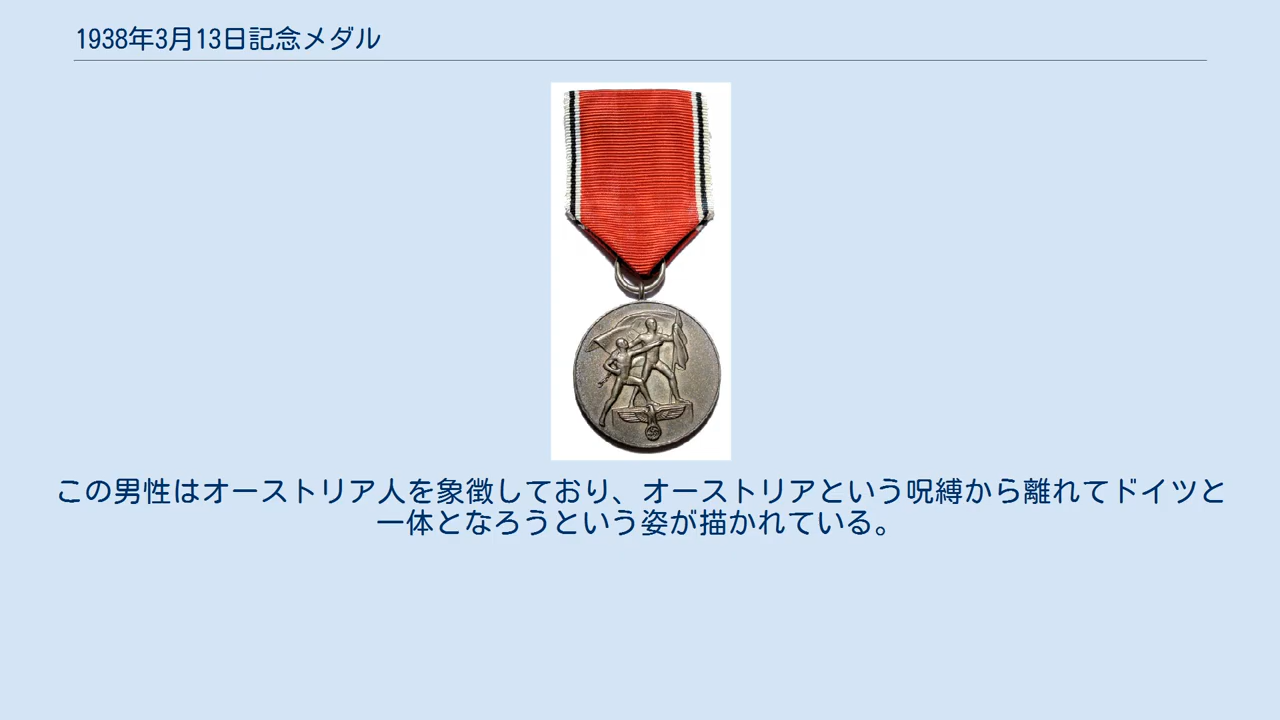 1938年3月13日記念メダル
この男性はオーストリア人を象徴しており、オーストリアという呪縛から離れてドイツと
一体となろうという姿が描かれている。